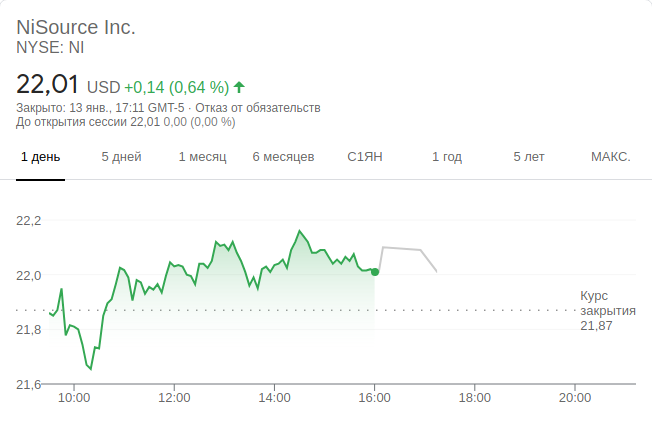 NiSource Inc.
NYSE: NI
22,01 USD +0,14 (0,64 %)
Закрыто: 13 янв., 17:11 GMT-5 · Отказ от обязательств
До открытия сессии 22,01 0,00 (0,00 %)
1 день 5 дней 1 месяц 6 месяцев С1ЯН 1 год 5 лет МАКС.
22,2
22,0
Курс
закрытия
21,87
21,8
21,6
10:00 12:00 14:00 16:00 18:00 20:00